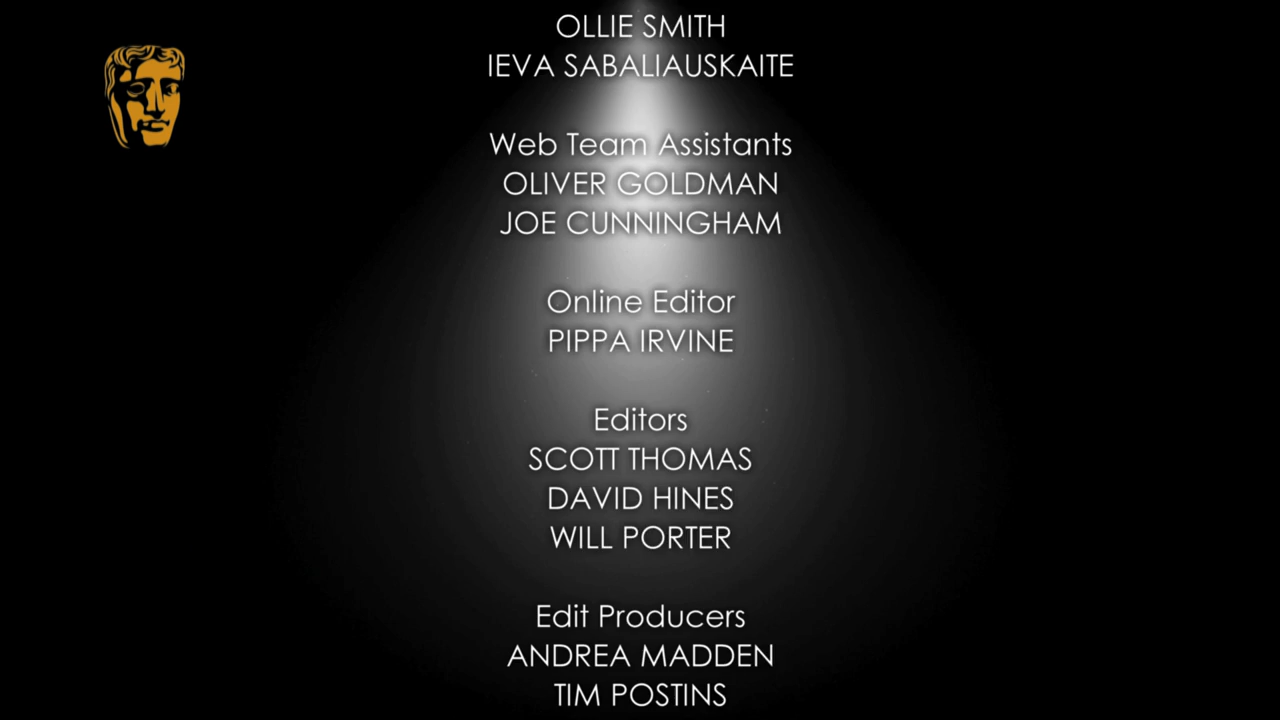 OLLIE SMITH
IEVA SABALIAUSKAITE
Web Team Assistants
OLIVER GOLDMAN
JOE CUNNINGHAM
Online Editor
PIPPA IRVINE
Editors
SCOTT THOMAS
DAVID HINES
WILL PORTER
Edit Producers
ANDREA MADDEN
TIM POSTINS